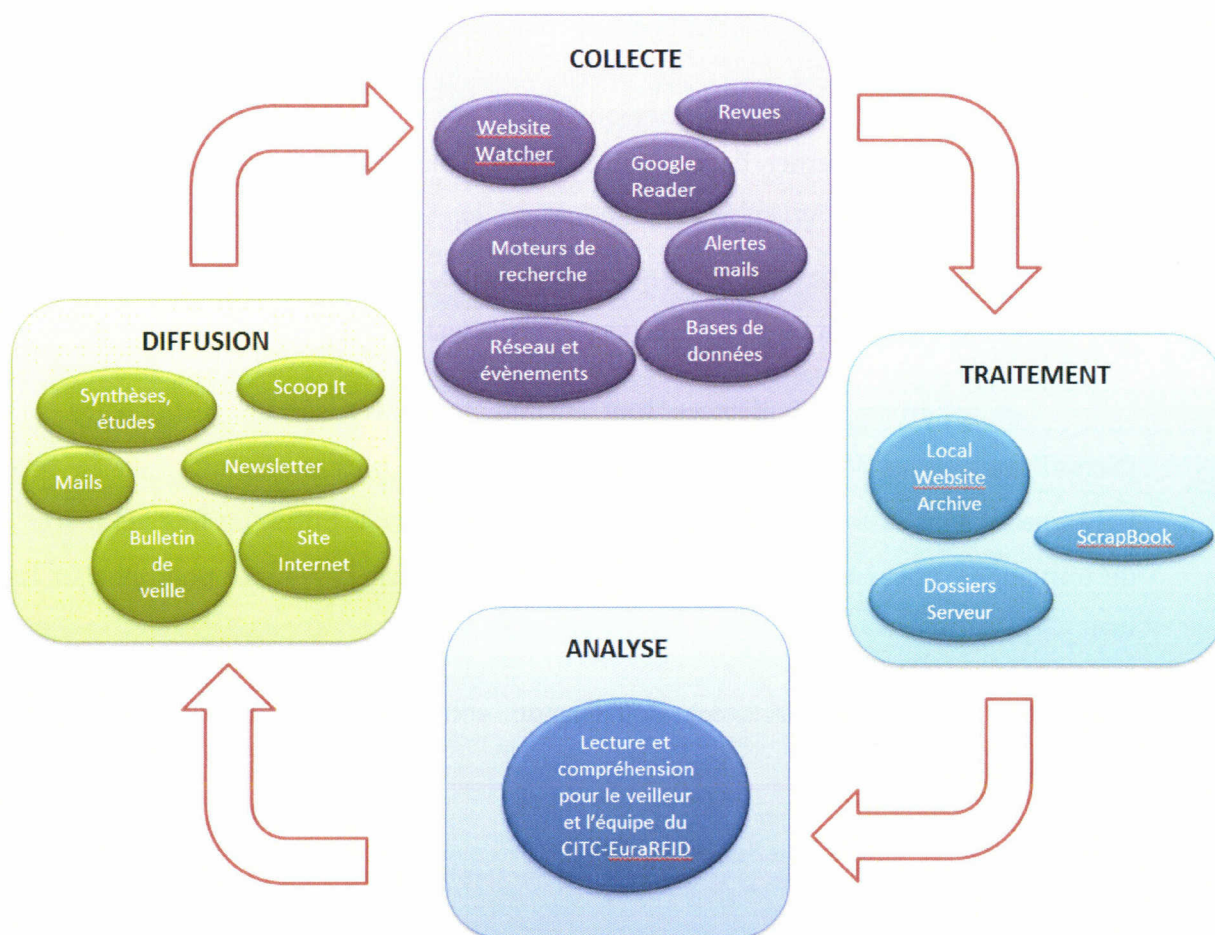 COLLECTE
Website
Watcher
Revues
Google
Reader
Moteurs de
recherche
Alertes
mails
Réseau et
évènements
Bases de
données
TRAITEMENT
Local
Website
Archive
ScrapBook
Dossiers
Serveur
ANALYSE
Lecture et
compréhension
pour le veilleur
et l'équipe du
CITC-EuraRFID
DIFFUSION
Synthèses,
études
Scoop It
Mails
Newsletter
Bulletin
de
veille
Site
Internet